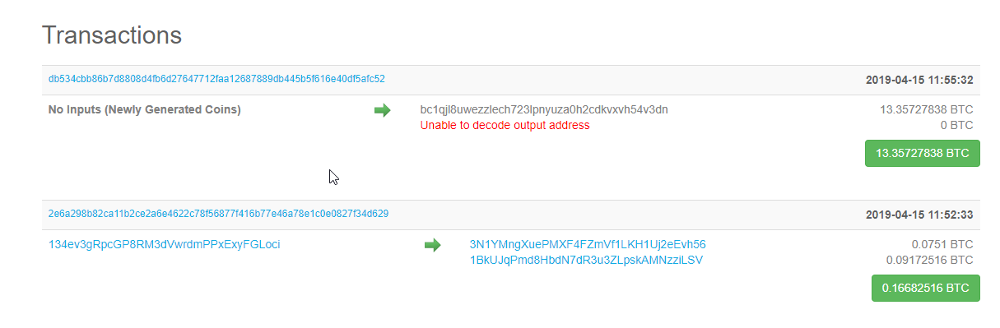 Transactions
db534cbb86b7d8808d4fb6d27647712faa12687889db445b5f616e40df5afc52 2019-04-15 11:55:32
No Inputs (Newly Generated Coins) bc1qjl8uwezzlech723lpnyuza0h2cdkvxvh54v3dn 13.35727838 BTC
Unable to decode output address 0 BTC
13.35727838 BTC
2e6a298b82ca11b2ce2a6e4622c78f56877f416b77e46a78e1c0e0827f34d629 2019-04-15 11:52:33
134ev3gRpcGP8RM3dVwrdmPPxExyFGLoci 3N1YMngXuePMXF4FZmVf1LKH1Uj2eEvh56 0.0751 BTC
1BkUJqPmd8HbdN7dR3u3ZLpskAMNzziLSV 0.09172516 BTC
0.16682516 BTC